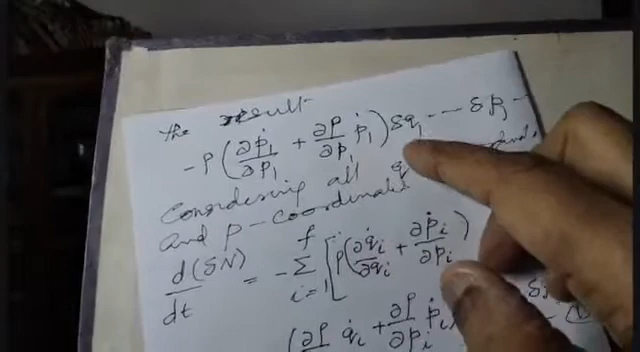 the result
- ρ ( ∂ṗ₁/∂p₁ + ∂ρ/∂p₁ ṗ₁ ) δq₁ --- δp₁ --
Considering all q
and p-coordinate
d(δN)/dt = - Σ_{i=1}^{f} [ ρ ( ∂q̇ᵢ/∂qᵢ + ∂ṗᵢ/∂pᵢ )
( ∂ρ q̇ᵢ + ∂ρ/∂pᵢ ṗᵢ )